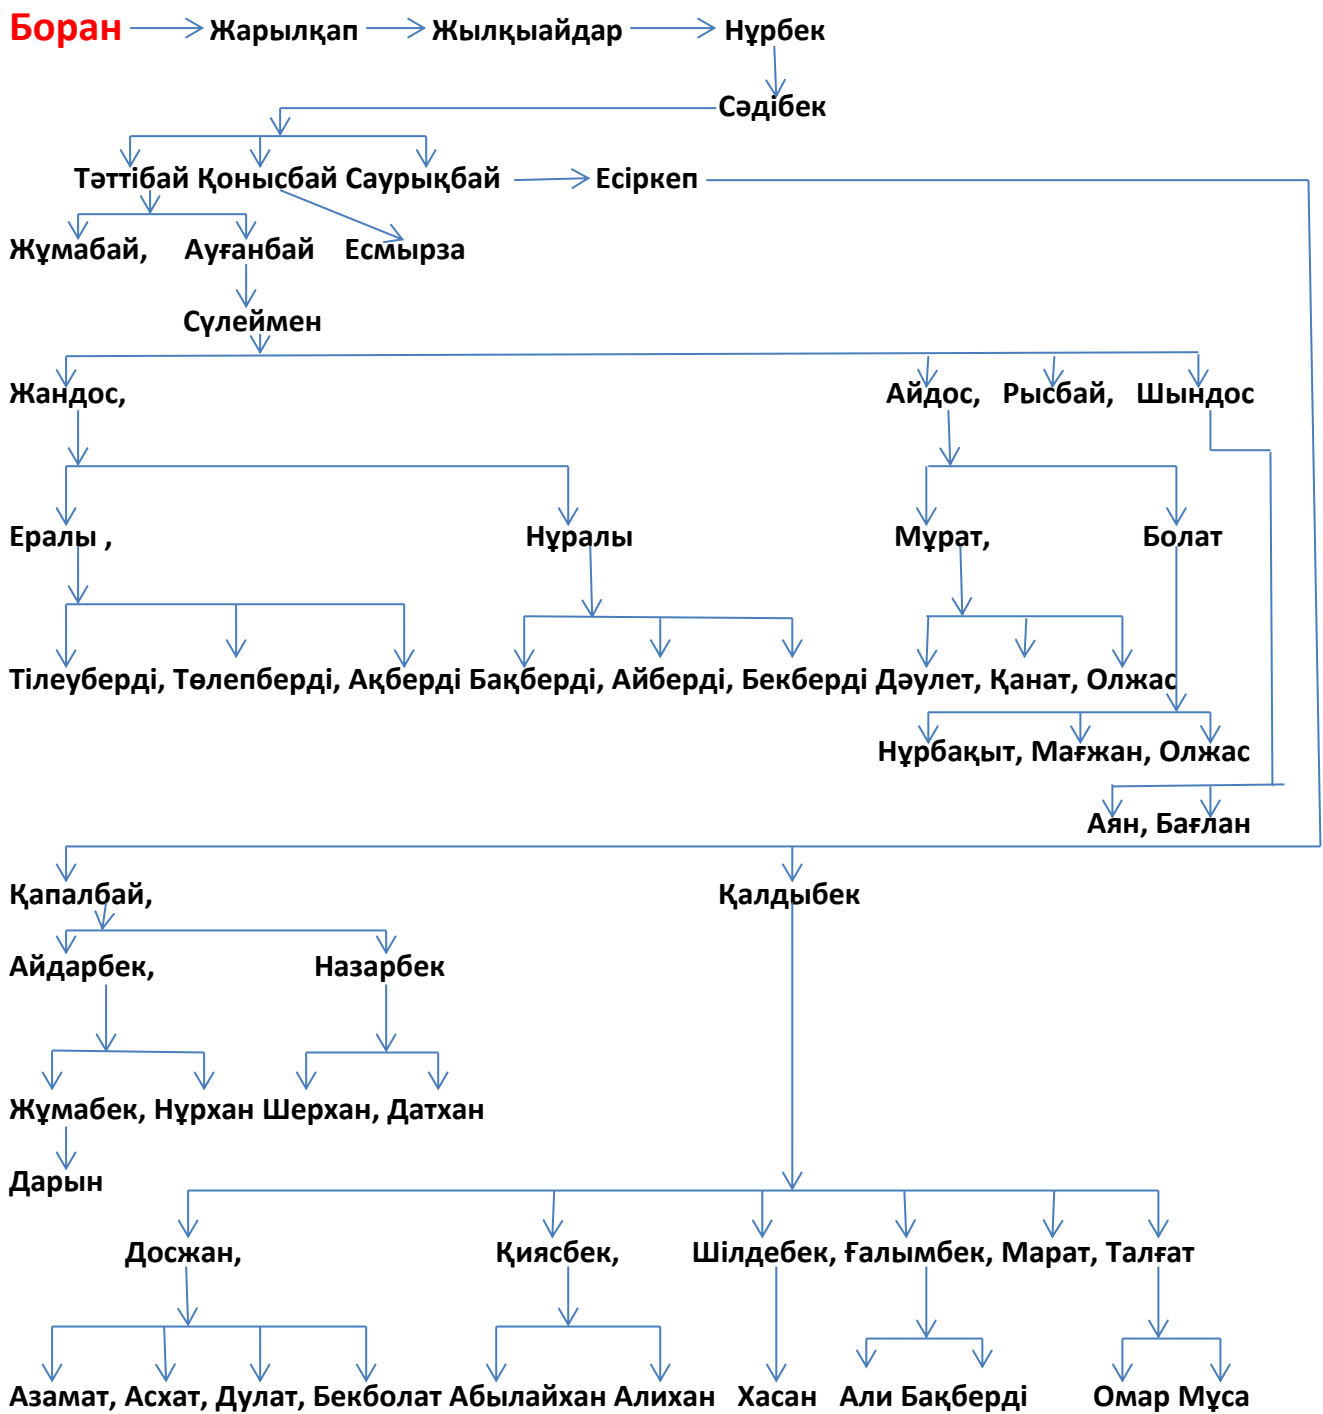 Боран Жарылқап Жылқыайдар Нұрбек
Сәдібек
Тәттібай Қонысбай Саурықбай Есіркеп
Жұмабай, Ауғанбай Есмырза
Сүлеймен
Жандос, Айдос, Рысбай, Шындос
Ералы , Нұралы Мұрат, Болат
Тілеуберді, Төлепберді, Ақберді Бақберді, Айберді, Бекберді Дәулет, Қанат, Олжас
Нұрбақыт, Мағжан, Олжас
Аян, Бағлан
Қапалбай, Қалдыбек
Айдарбек, Назарбек
Жұмабек, Нұрхан Шерхан, Датхан
Дарын
Досжан, Қиясбек, Шілдебек, Ғалымбек, Марат, Талғат
Азамат, Асхат, Дулат, Бекболат Абылайхан Алихан Хасан Али Бақберді Омар Мұса